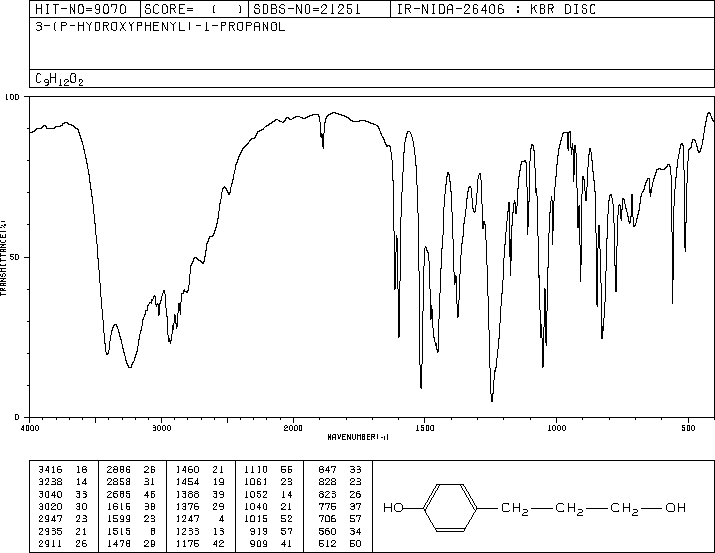 HIT-NO=9070 SCORE= ( ) SDBS-NO=21251 IR-NIDA-26406 : KBR DISC
3-(P-HYDROXYPHENYL)-1-PROPANOL
C9H12O2
100
50
0
TRANSMITTANCE(%)
4000 3000 2000 1500 1000 500
WAVENUMBER(-1)
3416 18 2886 26 1460 21 1110 55 847 33
3238 14 2858 31 1454 19 1061 23 828 23
3040 33 2685 46 1388 39 1052 14 823 26
3020 30 1615 38 1376 29 1040 21 775 37
2947 23 1599 23 1247 4 1015 52 706 57
2935 21 1515 8 1233 13 919 57 560 34
2911 26 1478 29 1175 42 909 41 512 50
HO CH2 CH2 CH2 OH